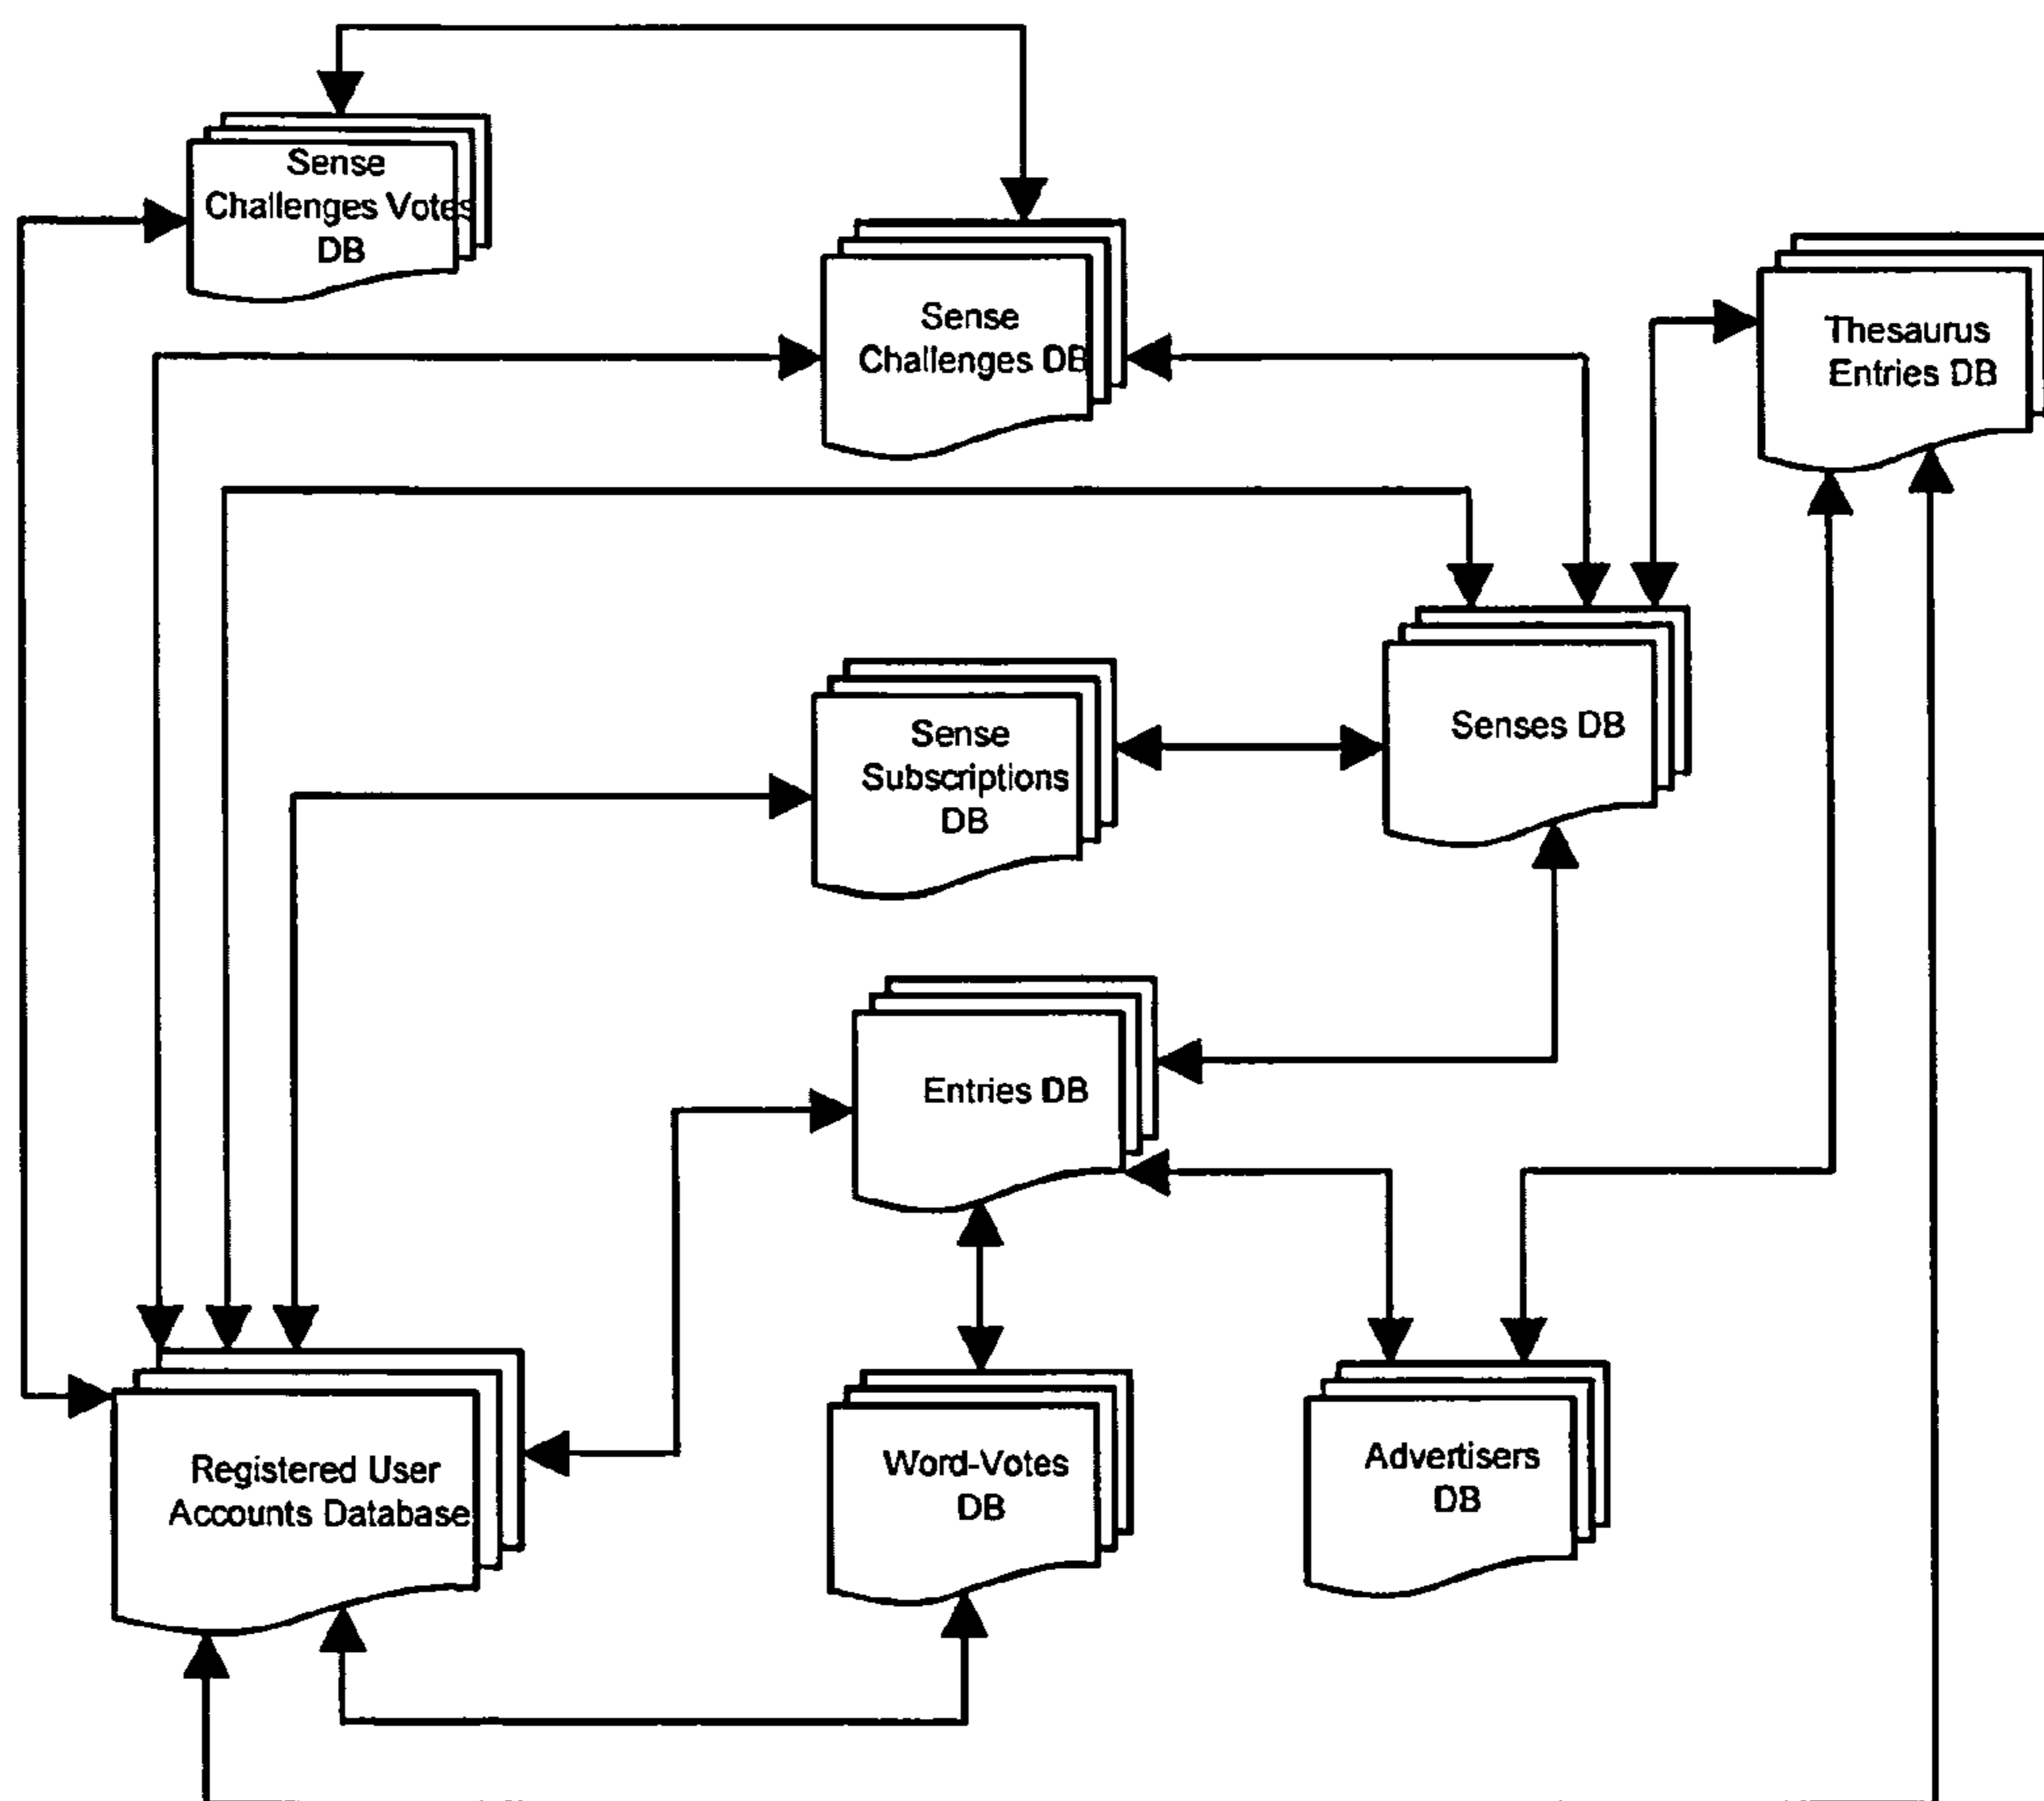 Sense
Challenges Votes
DB
Sense
Challenges DB
Thesaurus
Entries DB
Senses DB
Sense
Subscriptions
DB
Entries DB
Registered User
Accounts Database
Word-Votes
DB
Advertisers
DB